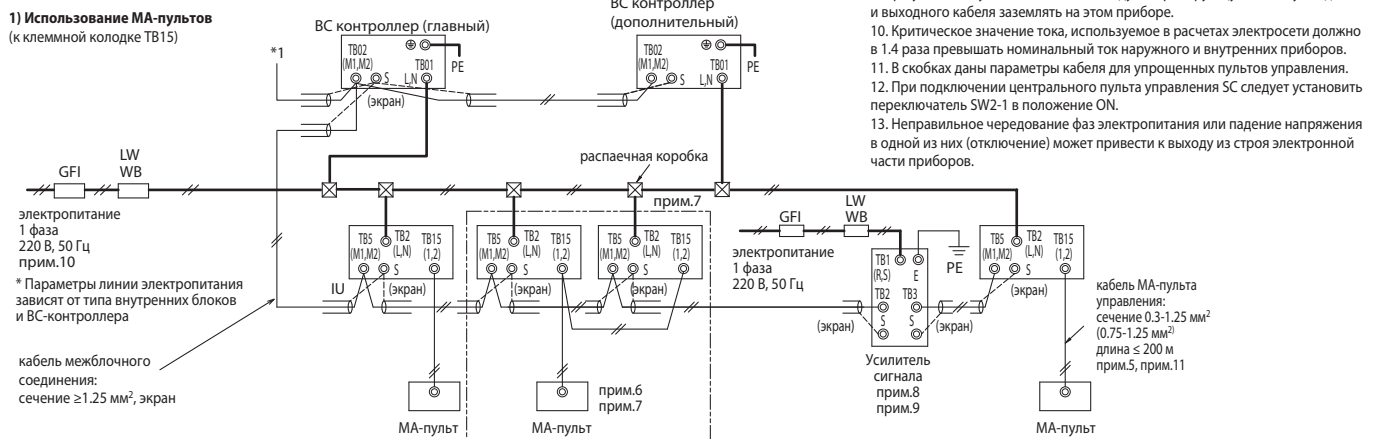 1) Использование МА-пультов
(к клеммной колодке TB15)
BC контроллер (главный)
BC контроллер
(дополнительный)
и выходного кабеля заземлять на этом приборе.
10. Критическое значение тока, используемое в расчетах электросети должно
в 1.4 раза превышать номинальный ток наружного и внутренних приборов.
11. В скобках даны параметры кабеля для упрощенных пультов управления.
12. При подключении центрального пульта управления SC следует установить
переключатель SW2-1 в положение ON.
13. Неправильное чередование фаз электропитания или падение напряжения
в одной из них (отключение) может привести к выходу из строя электронной
части приборов.
*1
TB02
(M1,M2)
S
L,N
TB01
PE
(экран)
TB02
(M1,M2)
S
L,N
TB01
PE
распаечная коробка
GFI
LW
WB
электропитание
1 фаза
220 В, 50 Гц
прим.10
* Параметры линии электропитания
зависят от типа внутренних блоков
и BC-контроллера
кабель межблочного
соединения:
сечение ≥1.25 мм², экран
IU
TB5
(M1,M2)
TB2
(L,N)
TB15
(1,2)
S
(экран)
МА-пульт
прим.7
TB5
(M1,M2)
TB2
(L,N)
TB15
(1,2)
S
(экран)
TB5
(M1,M2)
TB2
(L,N)
TB15
(1,2)
S
(экран)
МА-пульт
прим.6
прим.7
GFI
LW
WB
электропитание
1 фаза
220 В, 50 Гц
TB1
(R,S)
E
PE
TB2
TB3
S
S
(экран)
(экран)
Усилитель
сигнала
прим.8
прим.9
TB5
(M1,M2)
TB2
(L,N)
TB15
(1,2)
S
(экран)
кабель МА-пульта
управления:
сечение 0.3-1.25 мм²
(0.75-1.25 мм²)
длина ≤ 200 м
прим.5, прим.11
МА-пульт